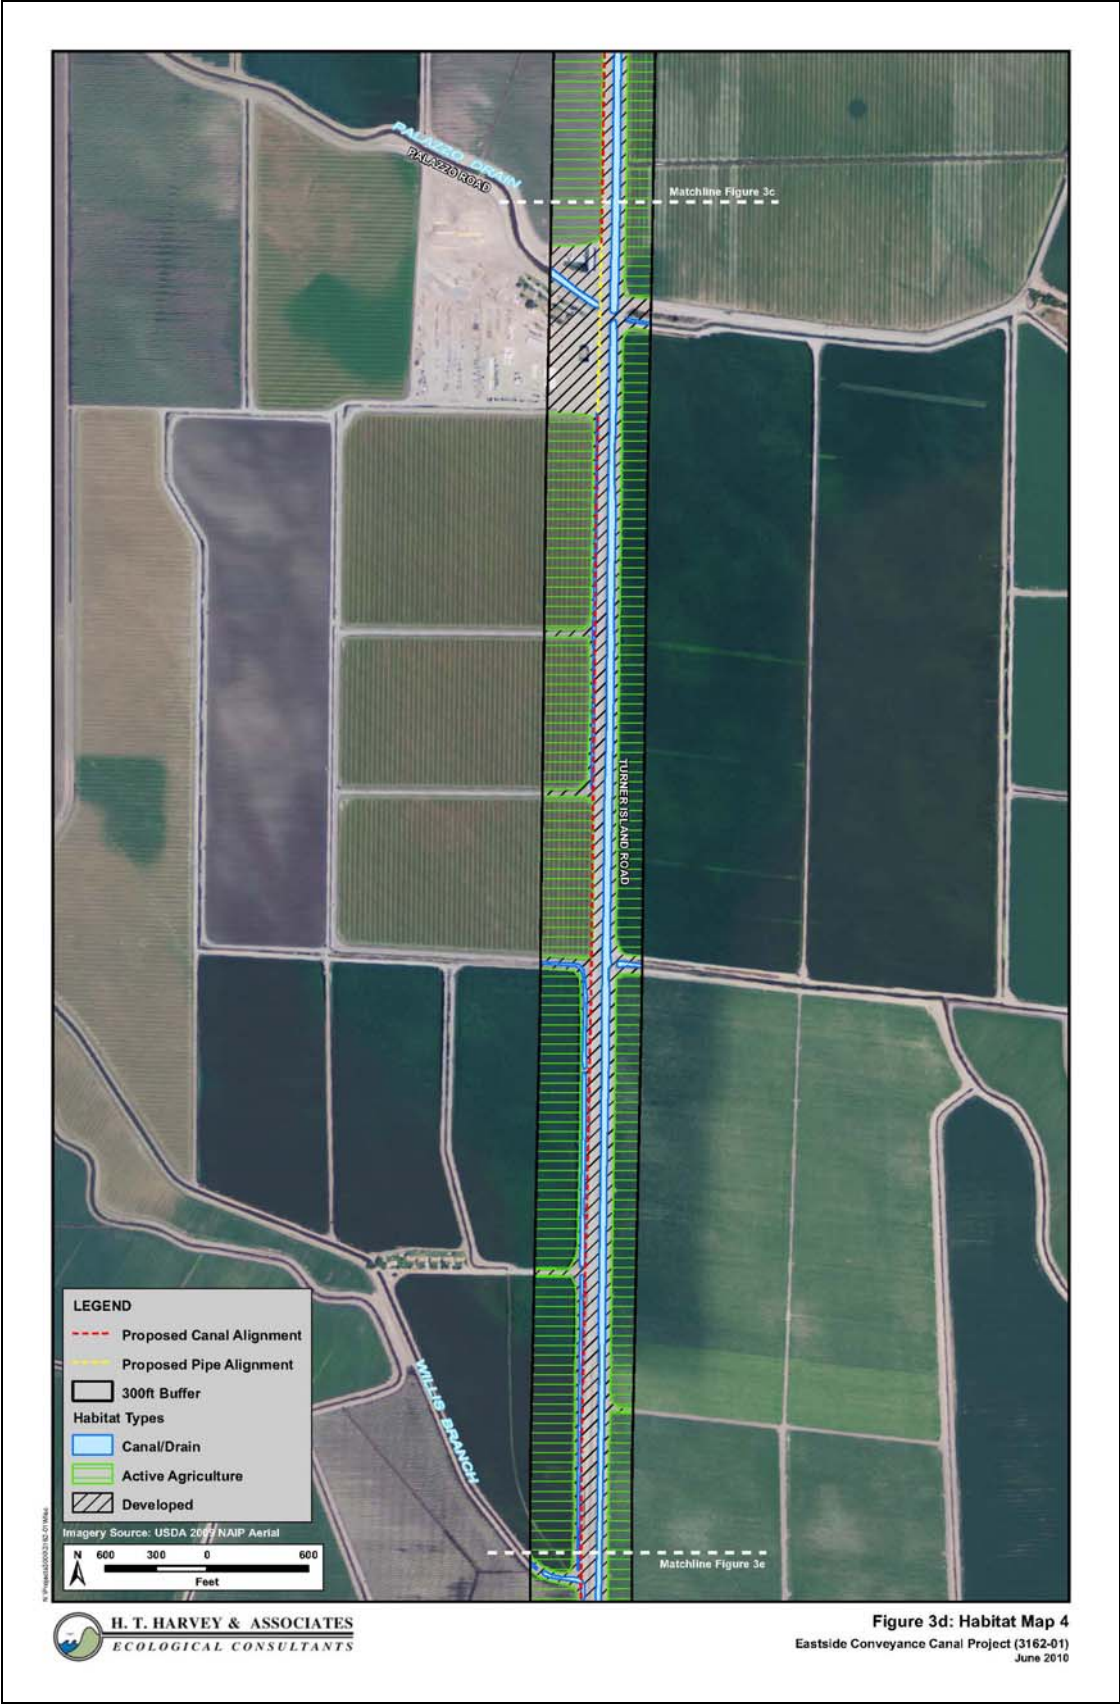 PALAZZO DRAIN
PALAZZO ROAD
Matchline Figure 3c
TURNER ISLAND ROAD
WILLIS BRANCH
LEGEND
Proposed Canal Alignment
Proposed Pipe Alignment
300ft Buffer
Habitat Types
Canal/Drain
Active Agriculture
Developed
Imagery Source: USDA 2009 NAIP Aerial
N 600 300 0 600
Feet
Matchline Figure 3e
H. T. HARVEY & ASSOCIATES
ECOLOGICAL CONSULTANTS
Figure 3d: Habitat Map 4
Eastside Conveyance Canal Project (3162-01)
June 2010